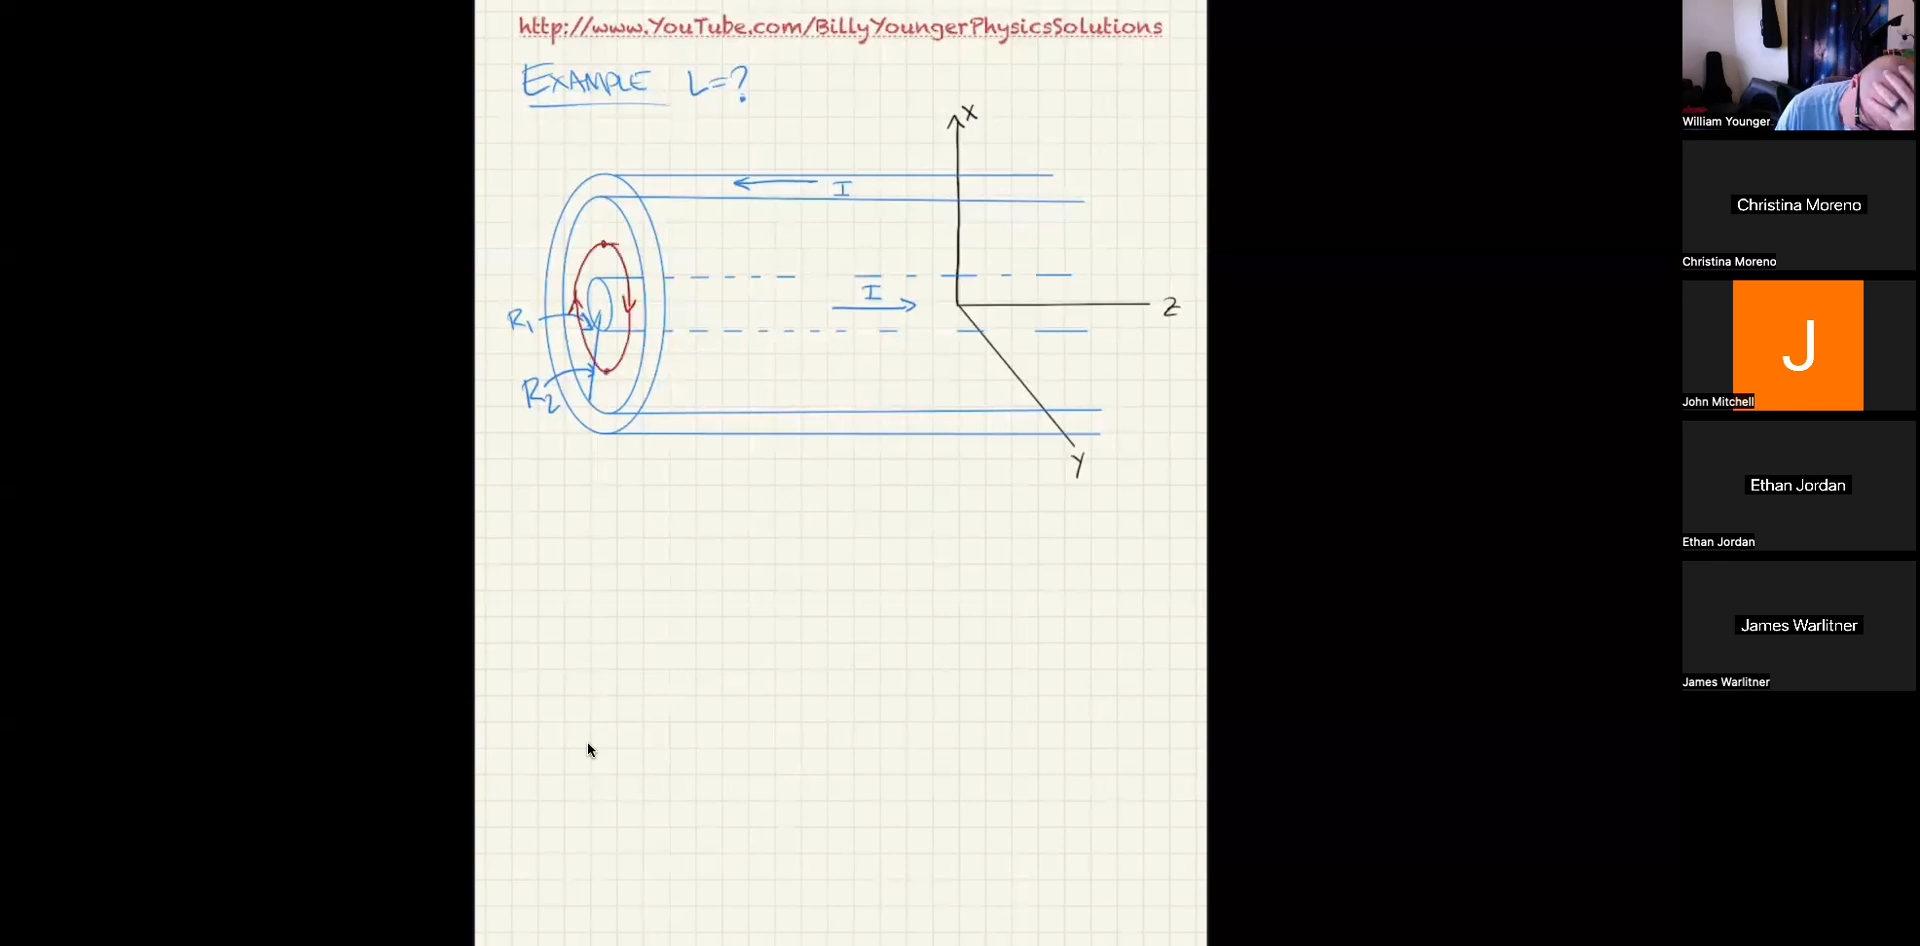 http://www.YouTube.com/BillyYoungerPhysicsSolutions
EXAMPLE L=?
X
I
I
Z
R1
R2
Y
William Younger
Christina Moreno
Christina Moreno
J
John Mitchell
Ethan Jordan
Ethan Jordan
James Warlitner
James Warlitner